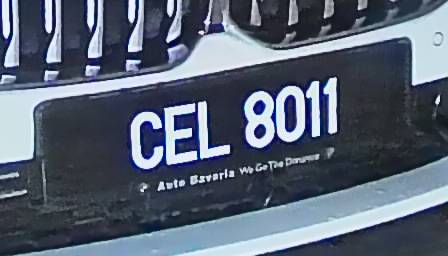 CEL 8011
Auto Bavaria We Go The Distance